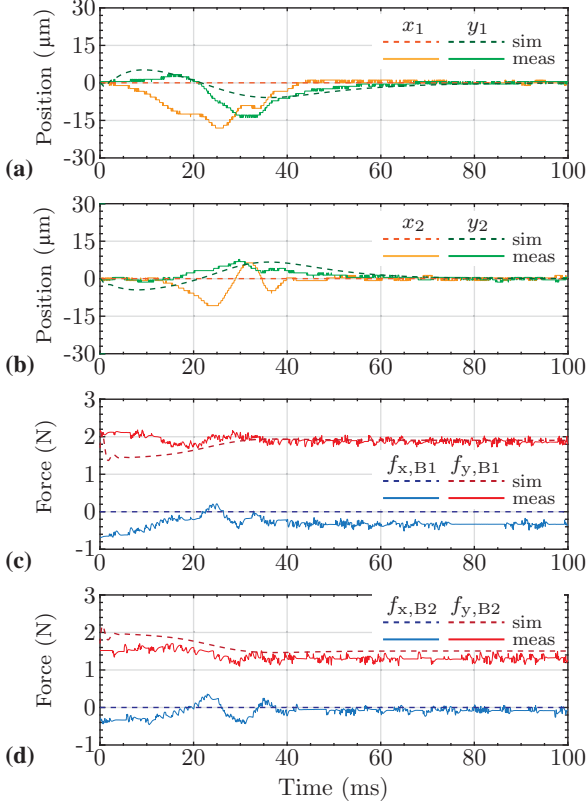 30
15
0
-15
-30
Position (µm)
x1 y1
sim
meas
0 20 40 60 80 100
(a)
30
15
0
-15
-30
Position (µm)
x2 y2
sim
meas
0 20 40 60 80 100
(b)
3
2
1
0
-1
Force (N)
fx,B1 fy,B1
sim
meas
0 20 40 60 80 100
(c)
3
2
1
0
1
Force (N)
fx,B2 fy,B2
sim
meas
0 20 40 60 80 100
(d)
Time (ms)